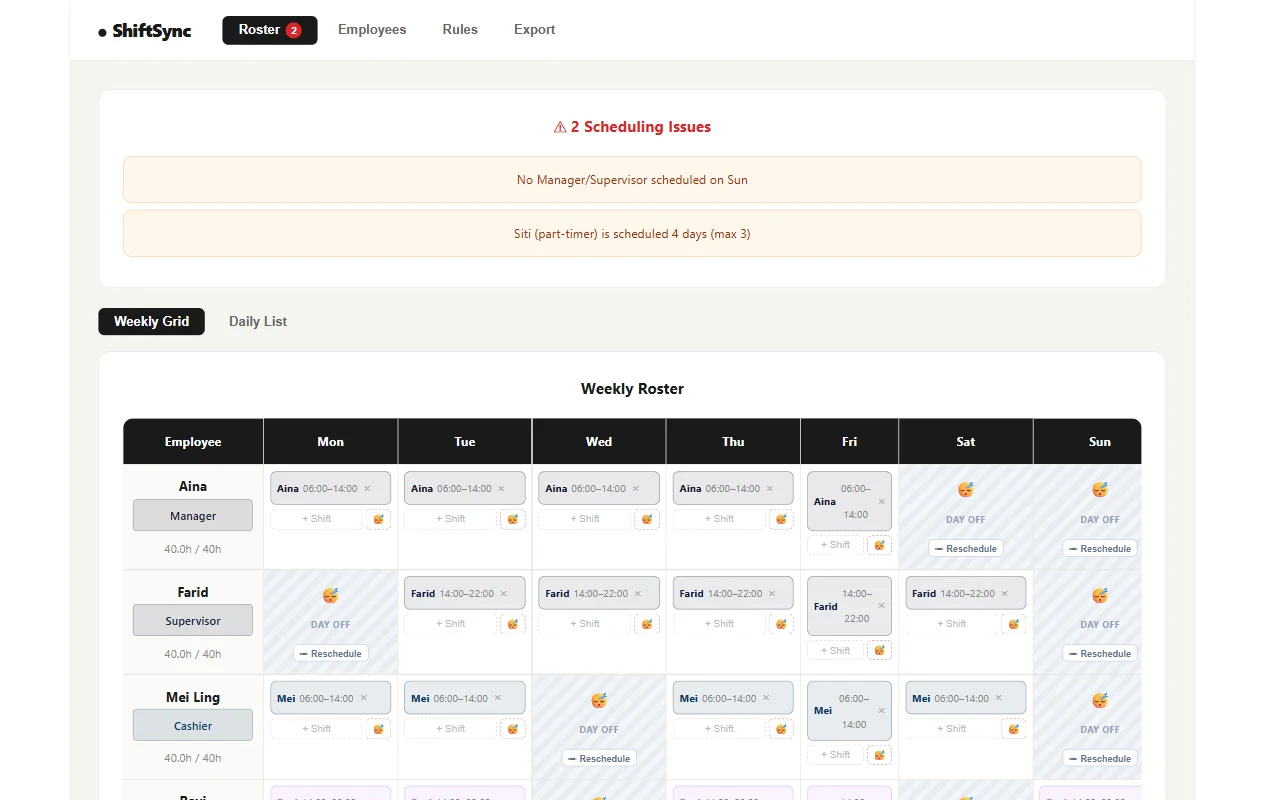 ShiftSync
Roster 2
Employees
Rules
Export
⚠ 2 Scheduling Issues
No Manager/Supervisor scheduled on Sun
Siti (part-timer) is scheduled 4 days (max 3)
Weekly Grid
Daily List
Weekly Roster
Employee Mon Tue Wed Thu Fri Sat Sun
Aina
Manager
40.0h / 40h
Aina 06:00–14:00 ×
+ Shift
Aina 06:00–14:00 ×
+ Shift
Aina 06:00–14:00 ×
+ Shift
Aina 06:00–14:00 ×
+ Shift
Aina 06:00–
14:00 ×
+ Shift
DAY OFF
Reschedule
DAY OFF
Reschedule
Farid
Supervisor
40.0h / 40h
DAY OFF
Reschedule
Farid 14:00–22:00 ×
+ Shift
Farid 14:00–22:00 ×
+ Shift
Farid 14:00–22:00 ×
+ Shift
Farid 14:00–
22:00 ×
+ Shift
Farid 14:00–22:00 ×
+ Shift
DAY OFF
Reschedule
Mei Ling
Cashier
40.0h / 40h
Mei 06:00–14:00 ×
+ Shift
Mei 06:00–14:00 ×
+ Shift
DAY OFF
Reschedule
Mei 06:00–14:00 ×
+ Shift
Mei 06:00–
14:00 ×
+ Shift
Mei 06:00–14:00 ×
+ Shift
DAY OFF
Reschedule